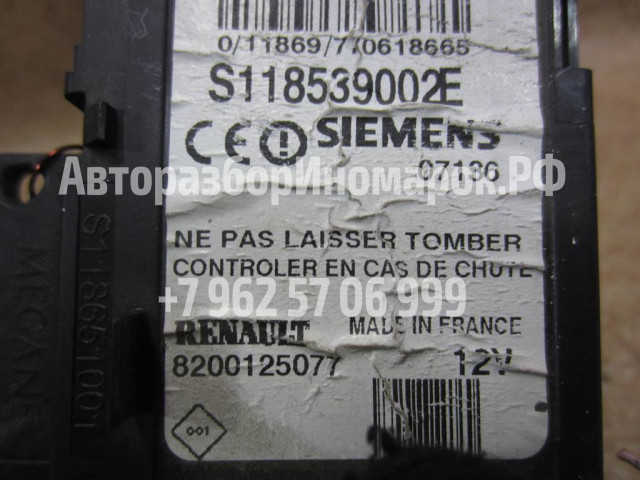 0/11869/770618665
S118539002E
CE SIEMENS
07136
АвторазборИномарок.РФ
NE PAS LAISSER TOMBER
CONTROLER EN CAS DE CHUTE
+7 962 57 06 999
RENAULT MADE IN FRANCE
8200125077 12V
001
S118651001
MEGANE